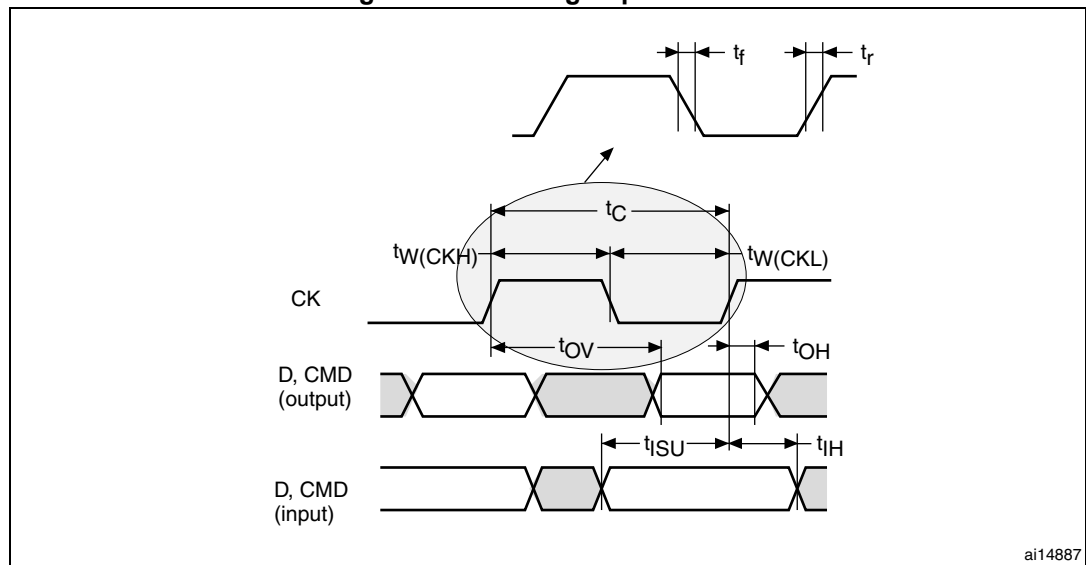 tf
tr
tC
tW(CKH)
tW(CKL)
CK
tOV
tOH
D, CMD
(output)
tISU
tIH
D, CMD
(input)
ai14887